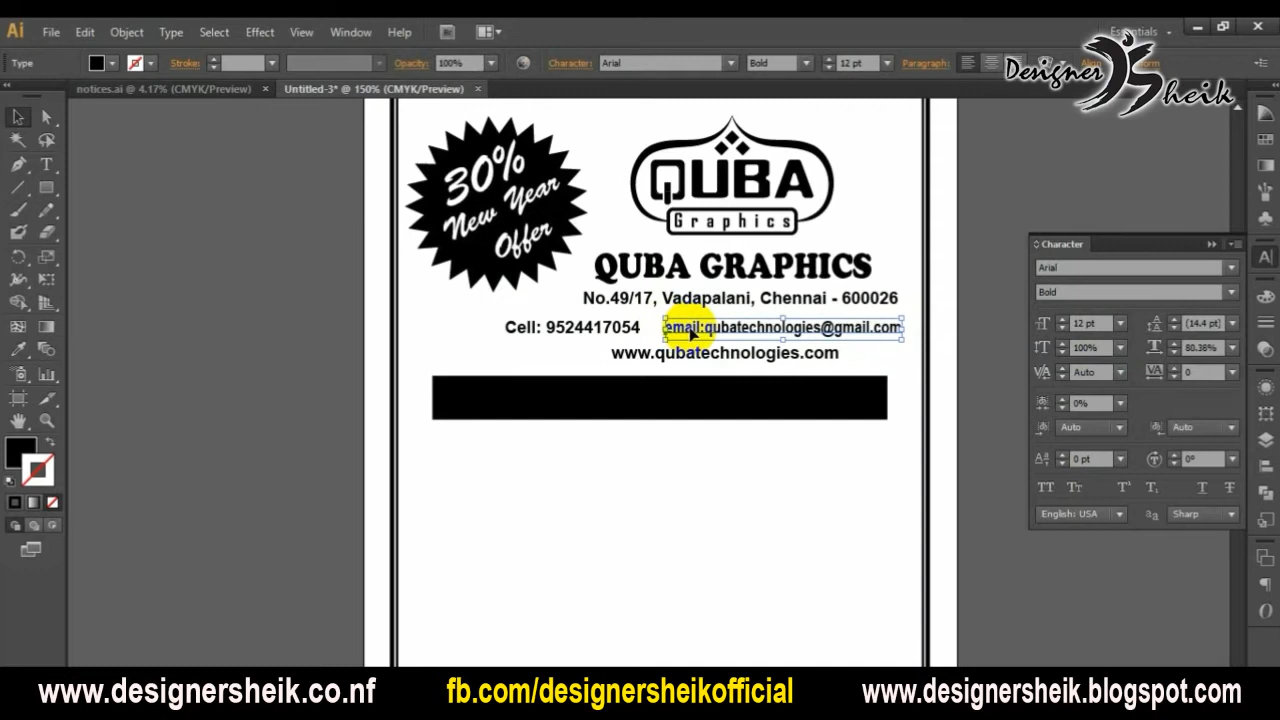 Ai File Edit Object Type Select Effect View Window Help Essentials
Designer Sheik
Type Stroke: Opacity: 100% Character: Arial Bold 12 pt Paragraph: Align
notices.ai @ 4.17% (CMYK/Preview) × Untitled-3* @ 150% (CMYK/Preview) ×
30%
New Year
Offer
QUBA
Graphics
QUBA GRAPHICS
No.49/17, Vadapalani, Chennai - 600026
Cell: 9524417054 email:qubatechnologies@gmail.com
www.qubatechnologies.com
Character
Arial
Bold
12 pt (14.4 pt)
100% 80.36%
Auto 0
0%
Auto Auto
0 pt 0°
English: USA Sharp
www.designersheik.co.nf fb.com/designersheikofficial www.designersheik.blogspot.com